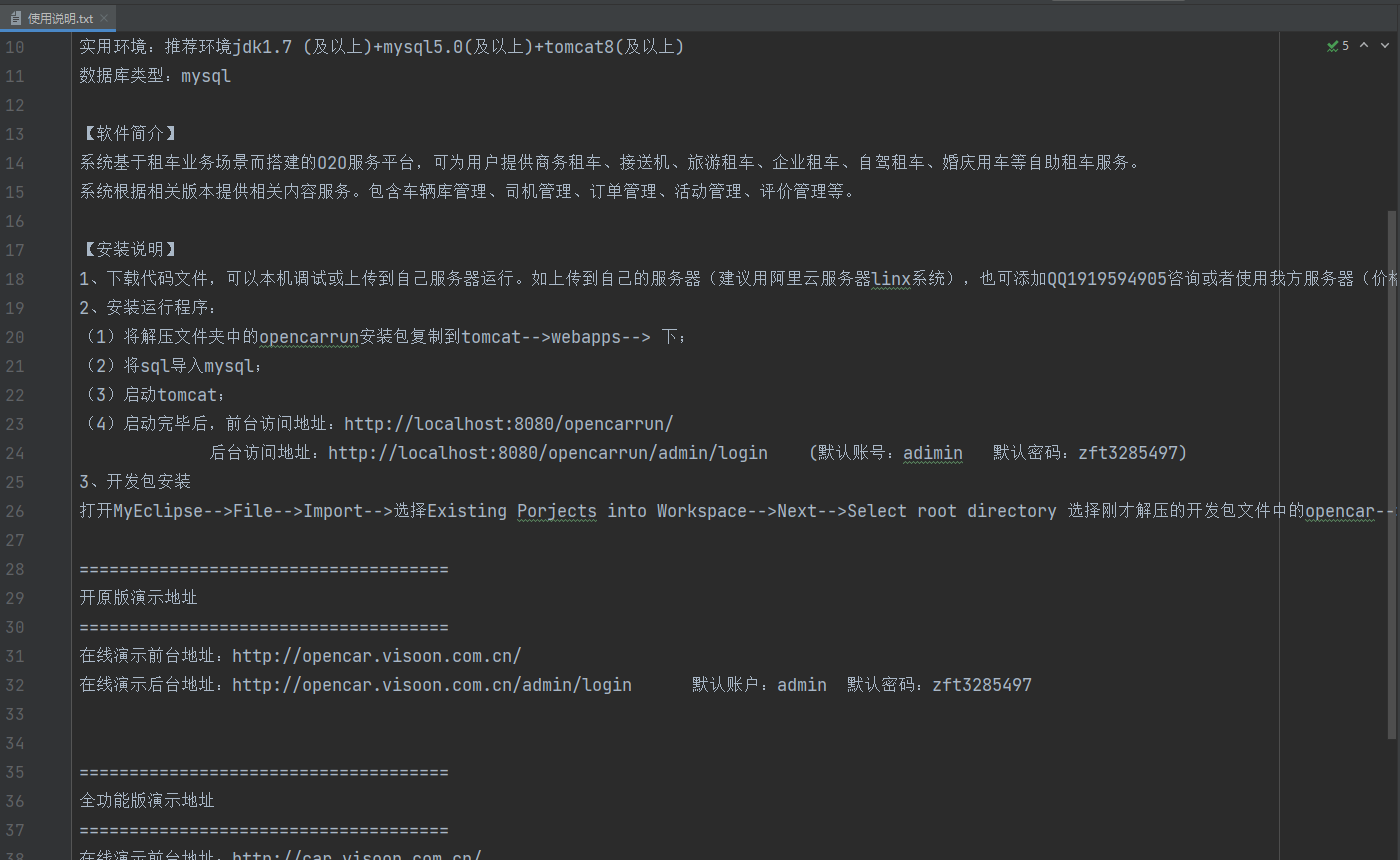 使用说明.txt
5
10 实用环境：推荐环境jdk1.7 (及以上)+mysql5.0(及以上)+tomcat8(及以上)
11 数据库类型：mysql
12
13 【软件简介】
14 系统基于租车业务场景而搭建的O2O服务平台，可为用户提供商务租车、接送机、旅游租车、企业租车、自驾租车、婚庆用车等自助租车服务。
15 系统根据相关版本提供相关内容服务。包含车辆库管理、司机管理、订单管理、活动管理、评价管理等。
16
17 【安装说明】
18 1、下载代码文件，可以本机调试或上传到自己服务器运行。如上传到自己的服务器（建议用阿里云服务器linx系统），也可添加QQ1919594905咨询或者使用我方服务器（价格
19 2、安装运行程序：
20 （1）将解压文件夹中的opencarrun安装包复制到tomcat-->webapps--> 下；
21 （2）将sql导入mysql；
22 （3）启动tomcat；
23 （4）启动完毕后，前台访问地址：http://localhost:8080/opencarrun/
24 后台访问地址：http://localhost:8080/opencarrun/admin/login (默认账号：adimin 默认密码：zft3285497)
25 3、开发包安装
26 打开MyEclipse-->File-->Import-->选择Existing Porjects into Workspace-->Next-->Select root directory 选择刚才解压的开发包文件中的opencar--
27
28 =====================================
29 开原版演示地址
30 =====================================
31 在线演示前台地址：http://opencar.visoon.com.cn/
32 在线演示后台地址：http://opencar.visoon.com.cn/admin/login 默认账户：admin 默认密码：zft3285497
33
34
35 =====================================
36 全功能版演示地址
37 =====================================
38 在线演示前台地址：http://car.visoon.com.cn/